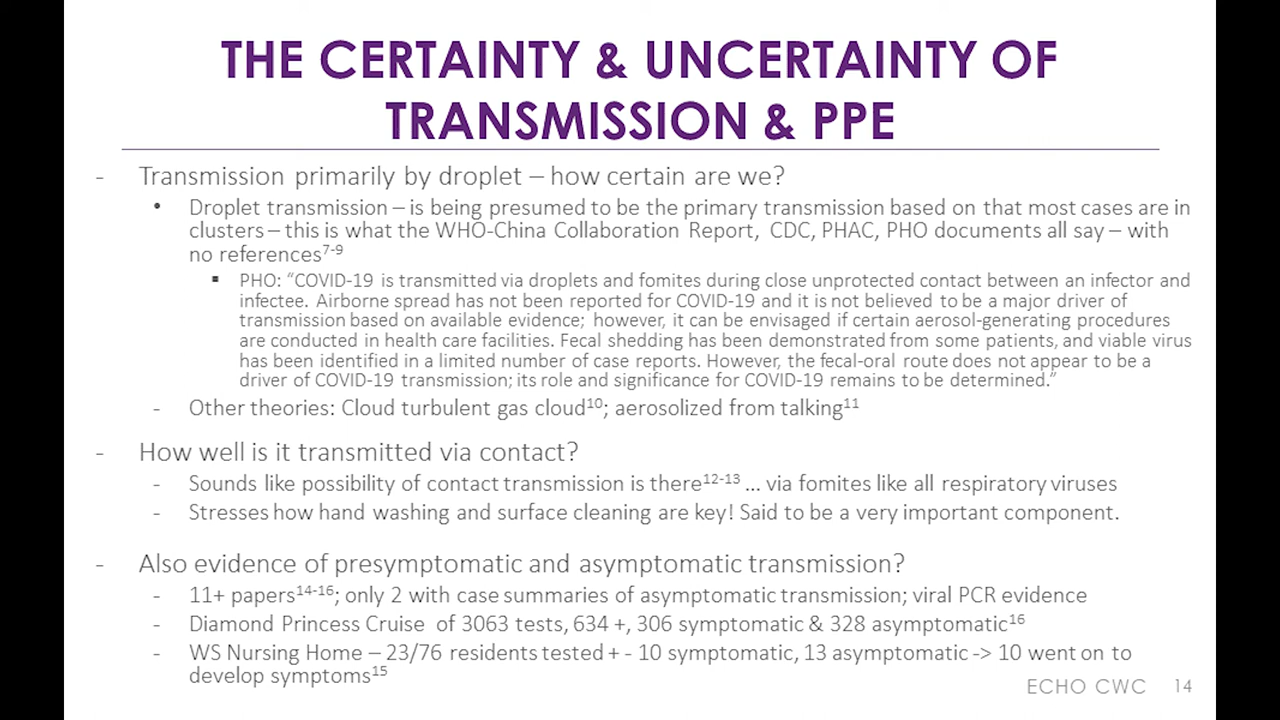 THE CERTAINTY & UNCERTAINTY OF
TRANSMISSION & PPE
- Transmission primarily by droplet – how certain are we?
• Droplet transmission – is being presumed to be the primary transmission based on that most cases are in
clusters – this is what the WHO-China Collaboration Report, CDC, PHAC, PHO documents all say – with
no references⁷⁻⁹
▪ PHO: “COVID-19 is transmitted via droplets and fomites during close unprotected contact between an infector and
infectee. Airborne spread has not been reported for COVID-19 and it is not believed to be a major driver of
transmission based on available evidence; however, it can be envisaged if certain aerosol-generating procedures
are conducted in health care facilities. Fecal shedding has been demonstrated from some patients, and viable virus
has been identified in a limited number of case reports. However, the fecal-oral route does not appear to be a
driver of COVID-19 transmission; its role and significance for COVID-19 remains to be determined.”
- Other theories: Cloud turbulent gas cloud¹⁰; aerosolized from talking¹¹
- How well is it transmitted via contact?
- Sounds like possibility of contact transmission is there¹²⁻¹³ ... via fomites like all respiratory viruses
- Stresses how hand washing and surface cleaning are key! Said to be a very important component.
- Also evidence of presymptomatic and asymptomatic transmission?
- 11+ papers¹⁴⁻¹⁶; only 2 with case summaries of asymptomatic transmission; viral PCR evidence
- Diamond Princess Cruise of 3063 tests, 634 +, 306 symptomatic & 328 asymptomatic¹⁶
- WS Nursing Home – 23/76 residents tested + - 10 symptomatic, 13 asymptomatic -> 10 went on to
develop symptoms¹⁵
ECHO CWC 14